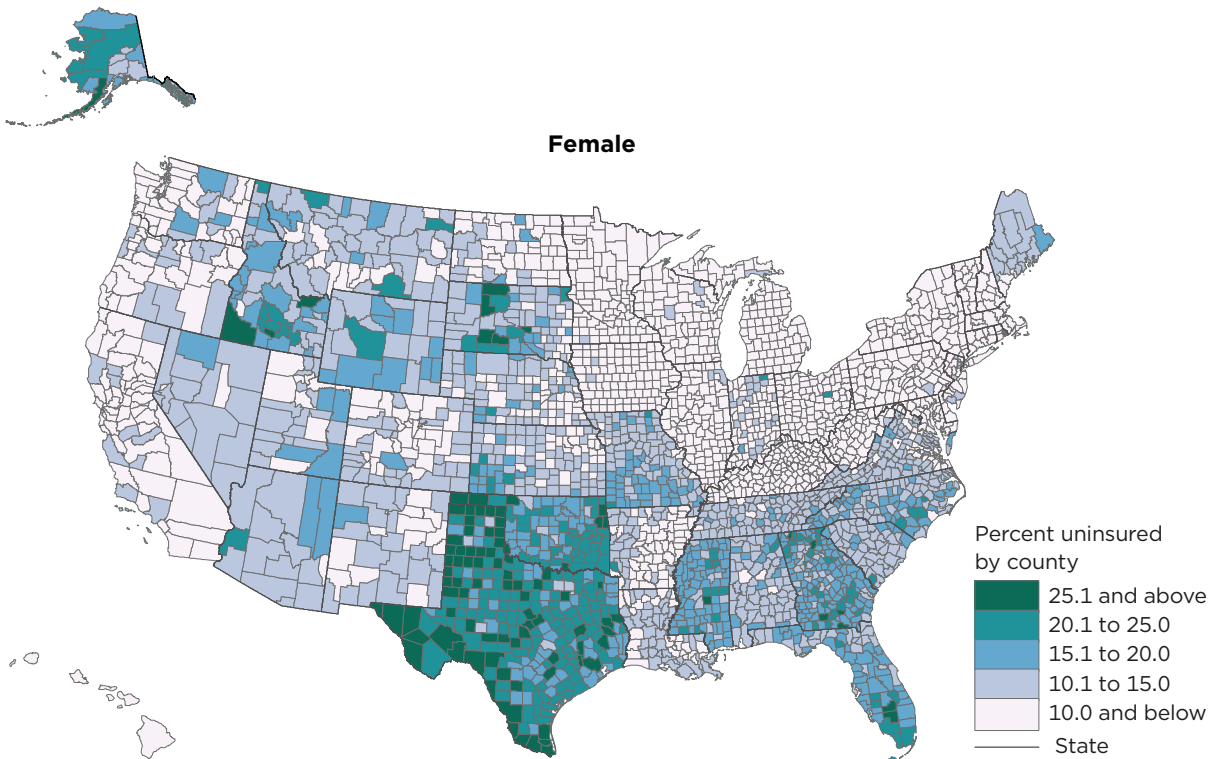 Female
Percent uninsured
by county
25.1 and above
20.1 to 25.0
15.1 to 20.0
10.1 to 15.0
10.0 and below
State